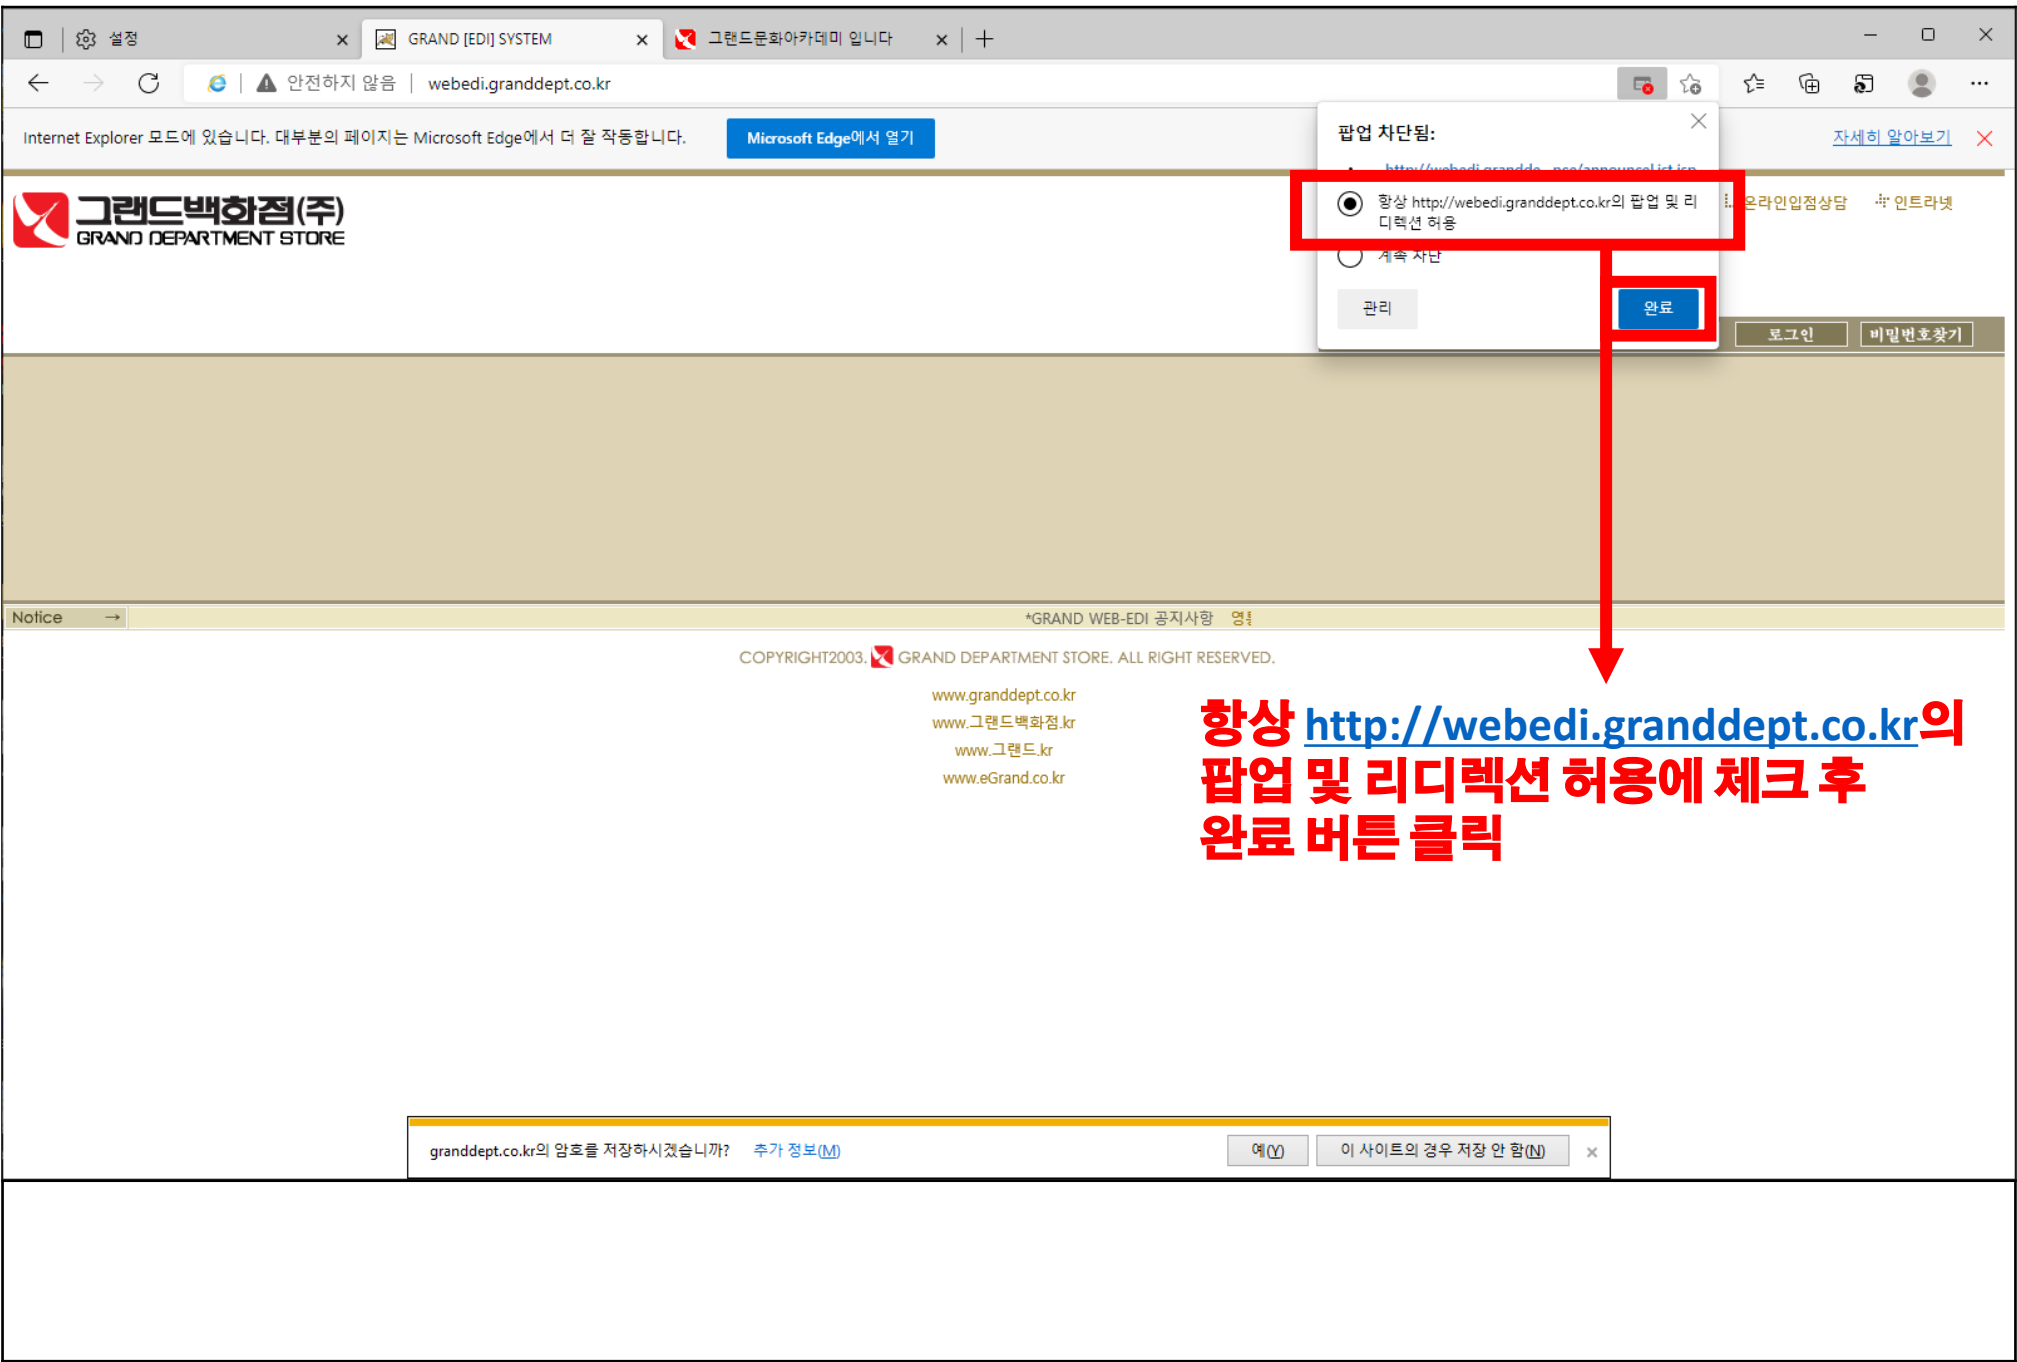 설정
GRAND [EDI] SYSTEM
그랜드문화아카데미 입니다
안전하지 않음
webedi.granddept.co.kr
Internet Explorer 모드에 있습니다. 대부분의 페이지는 Microsoft Edge에서 더 잘 작동합니다.
Microsoft Edge에서 열기
자세히 알아보기
팝업 차단됨:
http://webedi.grandde...nce/announceList.jsp
항상 http://webedi.granddept.co.kr의 팝업 및 리
디렉션 허용
계속 차단
관리
완료
그랜드백화점(주)
GRAND DEPARTMENT STORE
온라인입점상담
인트라넷
로그인
비밀번호찾기
Notice →
*GRAND WEB-EDI 공지사항
COPYRIGHT2003. GRAND DEPARTMENT STORE. ALL RIGHT RESERVED.
www.granddept.co.kr
www.그랜드백화점.kr
www.그랜드.kr
www.eGrand.co.kr
항상 http://webedi.granddept.co.kr의
팝업 및 리디렉션 허용에 체크 후
완료 버튼 클릭
granddept.co.kr의 암호를 저장하시겠습니까?
추가 정보(M)
예(Y)
이 사이트의 경우 저장 안 함(N)